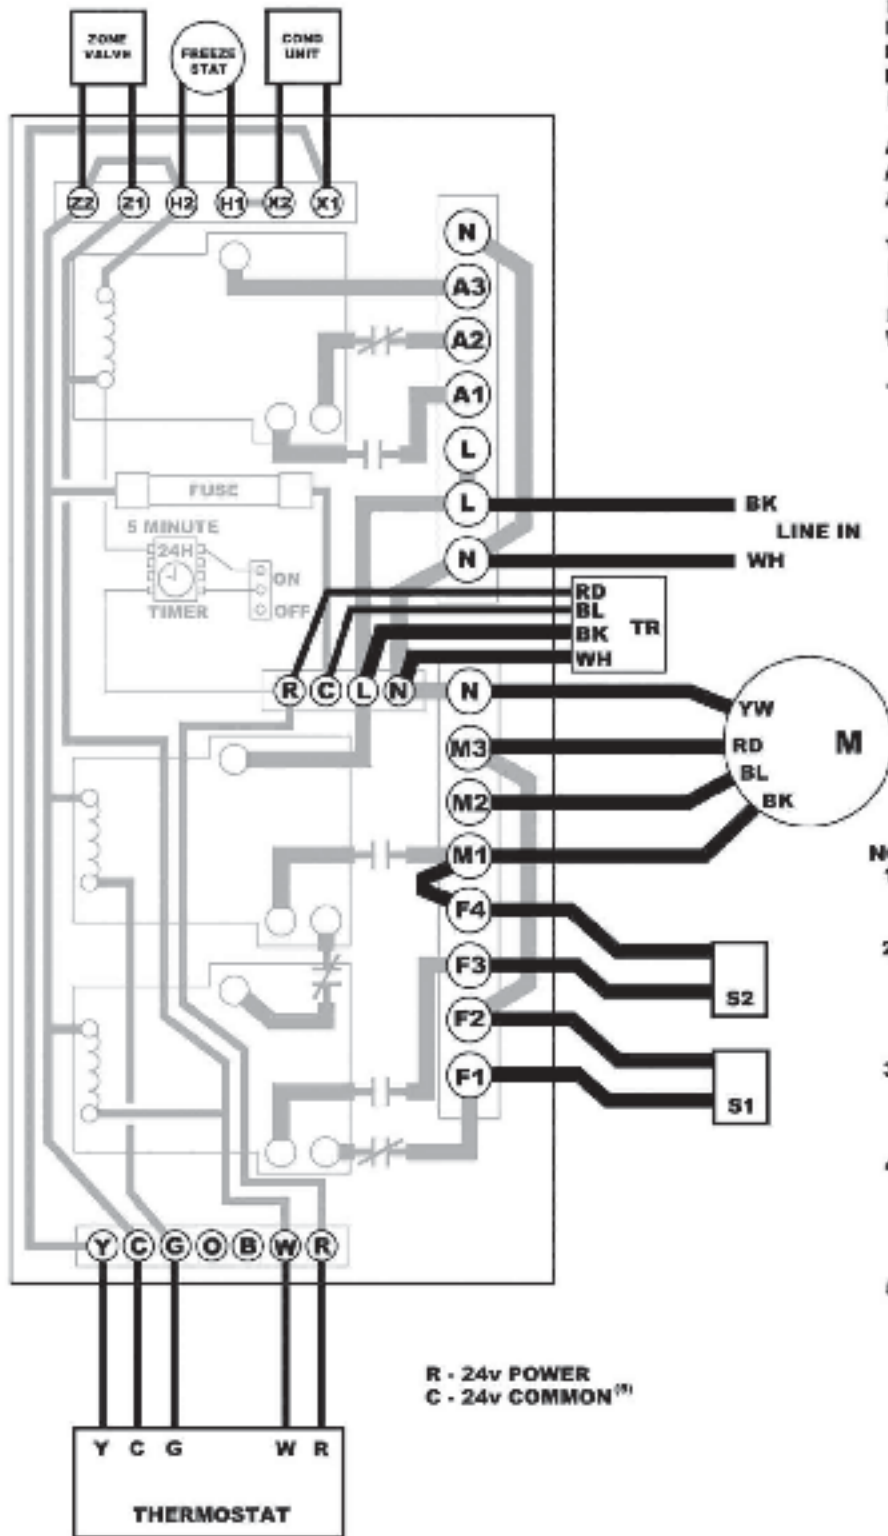 ZONE VALVE
FREEZE STAT
COND UNIT
Z2 Z1 H2 H1 X2 X1
N
A3
A2
A1
L
FUSE
L BK
LINE IN
5 MINUTE
24H
N WH
ON
TIMER
OFF
RD
BL
TR
BK
WH
R C L N N
YW
M3 RD M
BL
M2
BK
M1
F4
F3
S2
F2
F1
S1
Y C G O B W R
R - 24v POWER
C - 24v COMMON
Y C G W R
THERMOSTAT